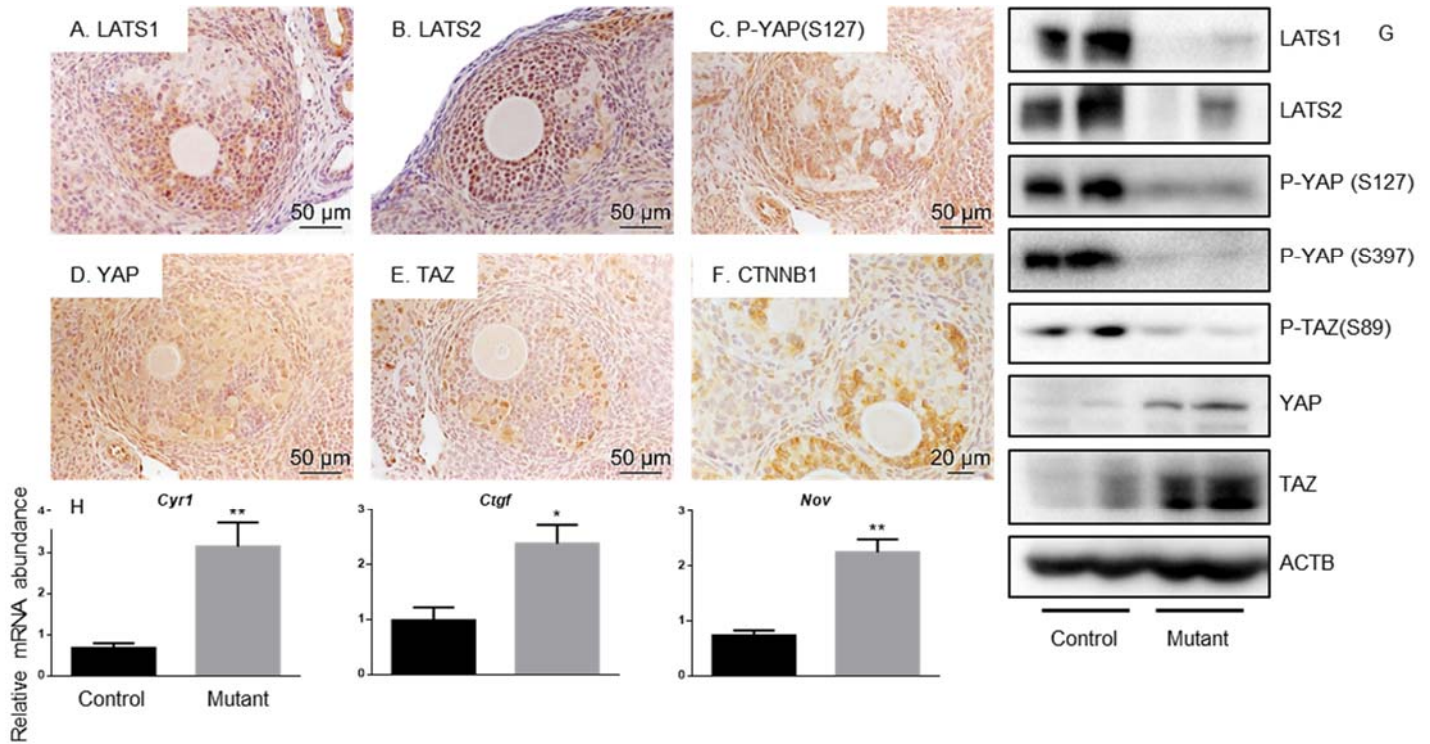 A. LATS1
50 µm
B. LATS2
50 µm
C. P-YAP(S127)
50 µm
D. YAP
50 µm
E. TAZ
50 µm
F. CTNNB1
20 µm
G
LATS1
LATS2
P-YAP (S127)
P-YAP (S397)
P-TAZ(S89)
YAP
TAZ
ACTB
Control Mutant
H
Relative mRNA abundance
Cyr1
4
3
2
1
0
**
Control Mutant
Ctgf
3
2
1
0
*
Nov
3
2
1
0
**